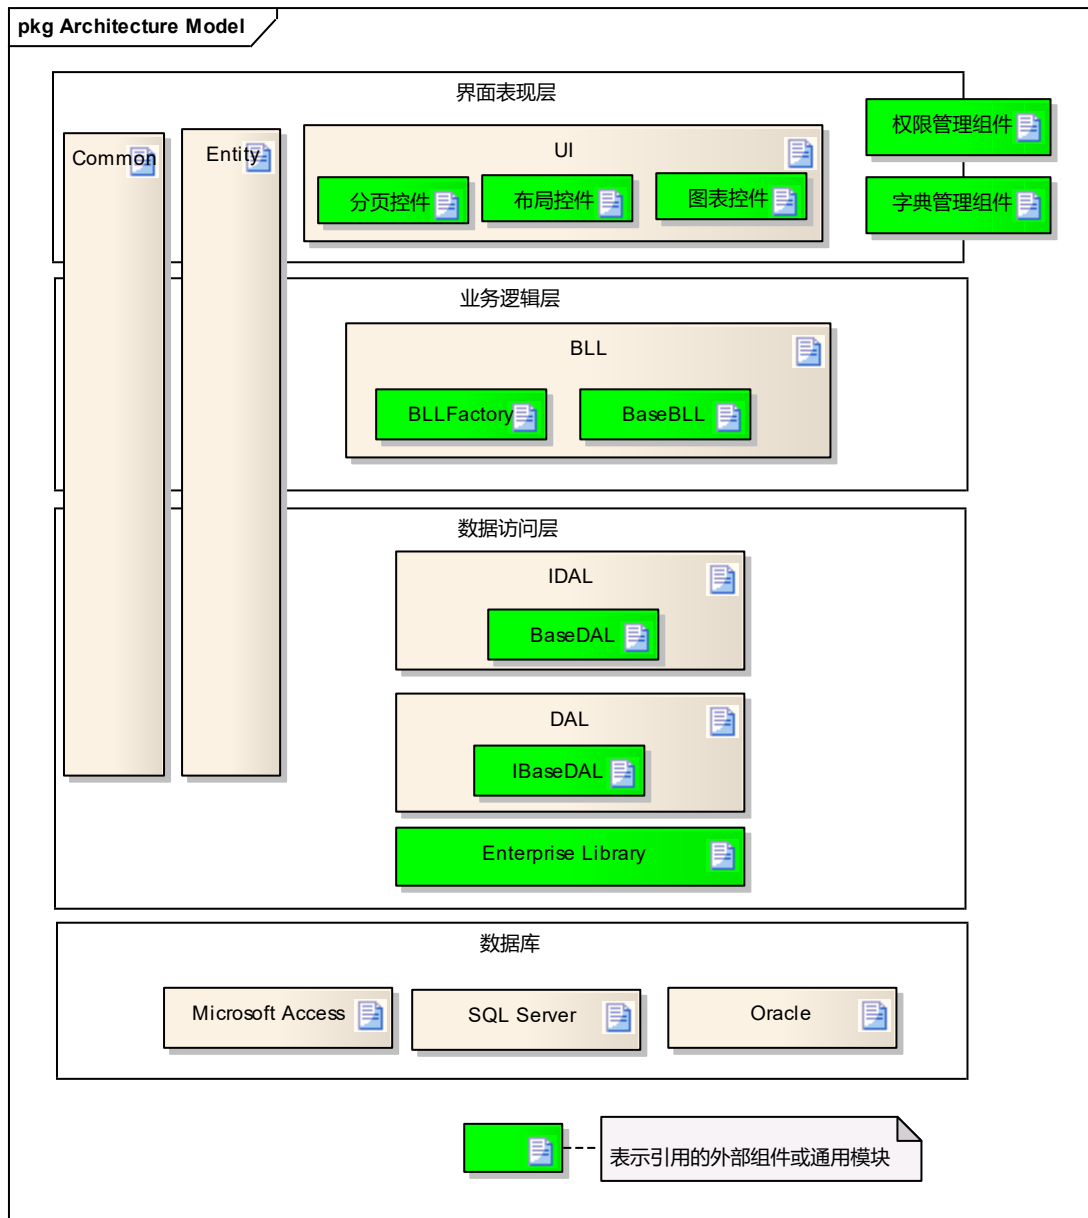 pkg Architecture Model
界面表现层
权限管理组件
Common
Entity
UI
分页控件
布局控件
图表控件
字典管理组件
业务逻辑层
BLL
BLLFactory
BaseBLL
数据访问层
IDAL
BaseDAL
DAL
IBaseDAL
Enterprise Library
数据库
Microsoft Access
SQL Server
Oracle
表示引用的外部组件或通用模块